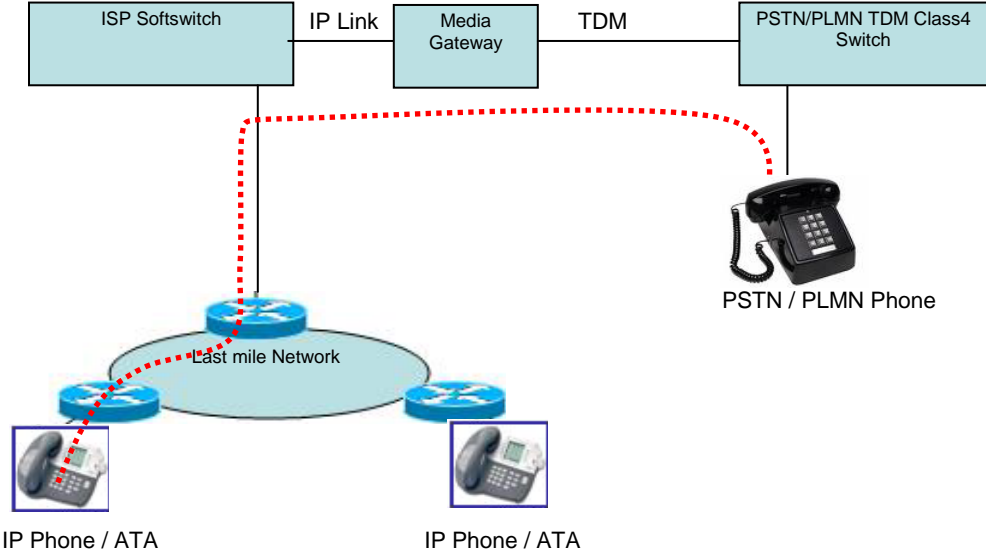 ISP Softswitch
IP Link
Media
Gateway
TDM
PSTN/PLMN TDM Class4
Switch
PSTN / PLMN Phone
Last mile Network
IP Phone / ATA
IP Phone / ATA